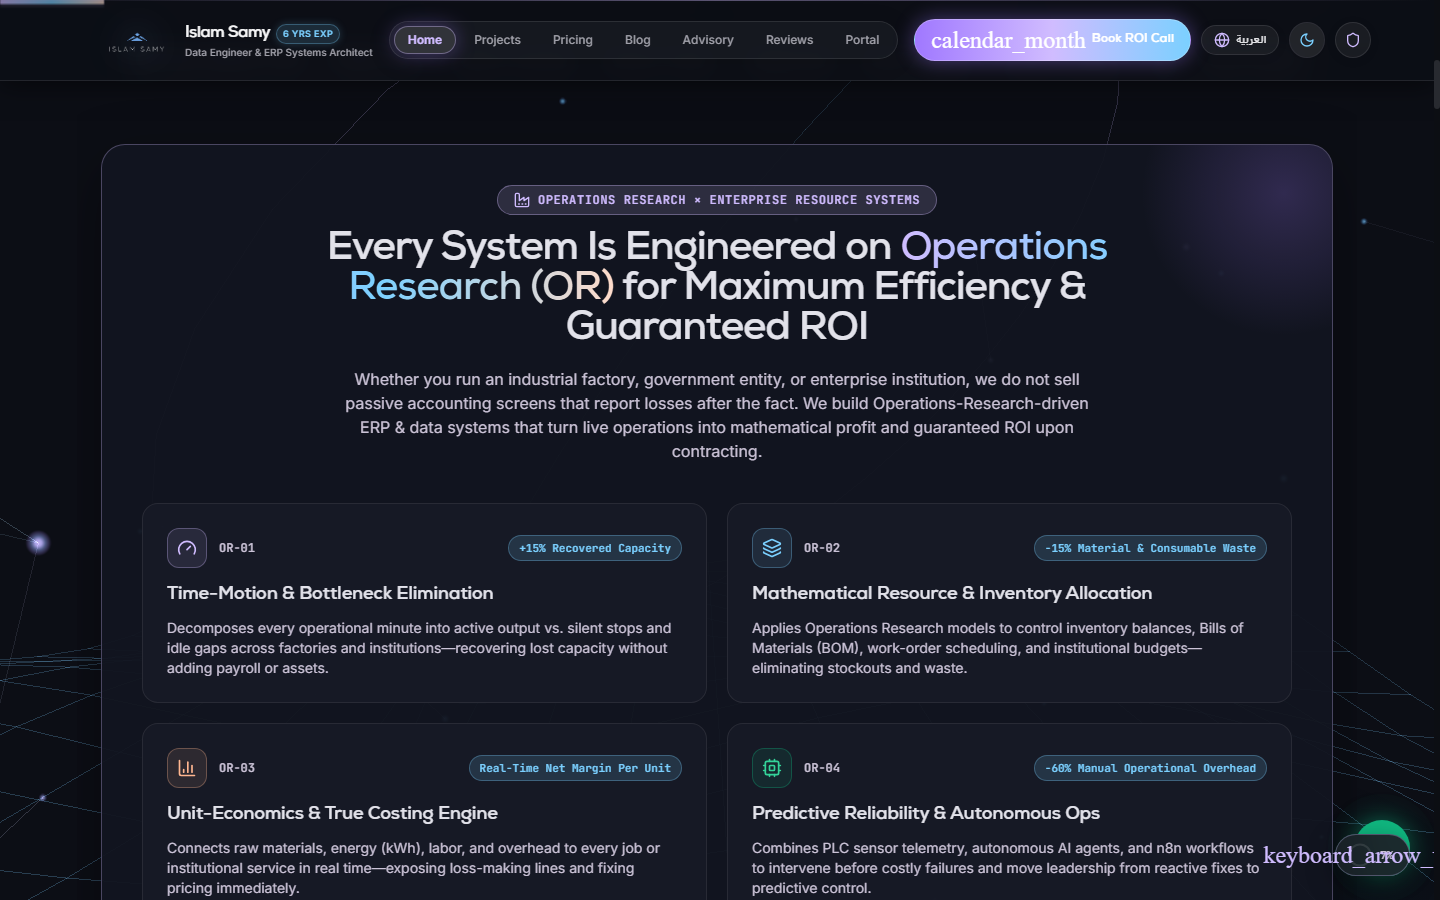 ISLAM SAMY
Islam Samy 6 YRS EXP
Data Engineer & ERP Systems Architect
Home Projects Pricing Blog Advisory Reviews Portal
calendar_month Book ROI Call
العربية
OPERATIONS RESEARCH × ENTERPRISE RESOURCE SYSTEMS
Every System Is Engineered on Operations
Research (OR) for Maximum Efficiency &
Guaranteed ROI
Whether you run an industrial factory, government entity, or enterprise institution, we do not sell
passive accounting screens that report losses after the fact. We build Operations-Research-driven
ERP & data systems that turn live operations into mathematical profit and guaranteed ROI upon
contracting.
OR-01 +15% Recovered Capacity
Time-Motion & Bottleneck Elimination
Decomposes every operational minute into active output vs. silent stops and
idle gaps across factories and institutions—recovering lost capacity without
adding payroll or assets.
OR-02 -15% Material & Consumable Waste
Mathematical Resource & Inventory Allocation
Applies Operations Research models to control inventory balances, Bills of
Materials (BOM), work-order scheduling, and institutional budgets—
eliminating stockouts and waste.
OR-03 Real-Time Net Margin Per Unit
Unit-Economics & True Costing Engine
Connects raw materials, energy (kWh), labor, and overhead to every job or
institutional service in real time—exposing loss-making lines and fixing
pricing immediately.
OR-04 -60% Manual Operational Overhead
Predictive Reliability & Autonomous Ops
Combines PLC sensor telemetry, autonomous AI agents, and n8n workflows
to intervene before costly failures and move leadership from reactive fixes to
predictive control.
keyboard_arrow_